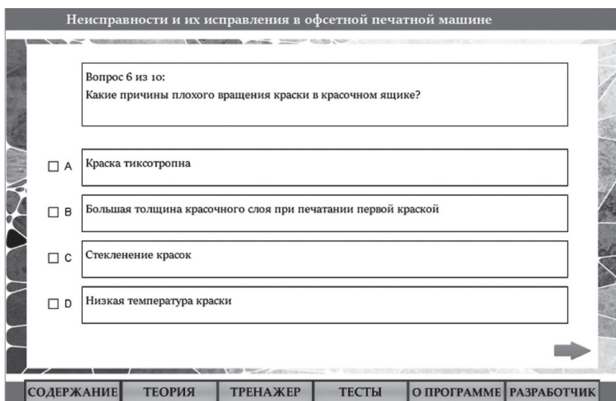 Неисправности и их исправления в офсетной печатной машине
Вопрос 6 из 10:
Какие причины плохого вращения краски в красочном ящике?
A Краска тиксотропна
B Большая толщина красочного слоя при печатании первой краской
C Стекленение красок
D Низкая температура краски
СОДЕРЖАНИЕ ТЕОРИЯ ТРЕНАЖЕР ТЕСТЫ О ПРОГРАММЕ РАЗРАБОТЧИК